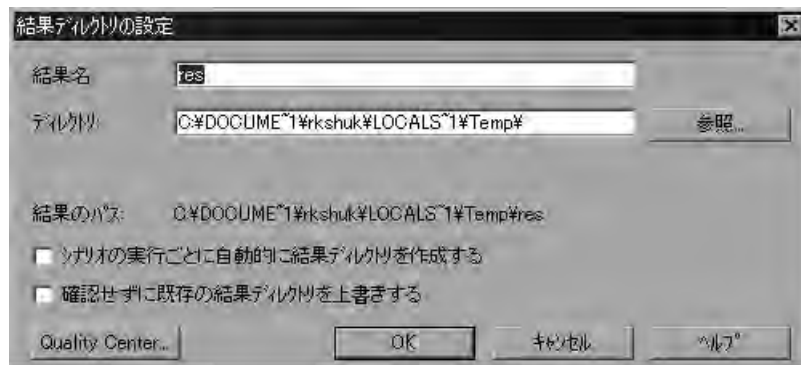 結果ディレクトリの設定
結果名 res
ディレクトリ: C:¥DOCUME~1¥rkshuk¥LOCALS~1¥Temp¥ 参照...
結果のパス: C:¥DOCUME~1¥rkshuk¥LOCALS~1¥Temp¥res
シナリオの実行ごとに自動的に結果ディレクトリを作成する
確認せずに既存の結果ディレクトリを上書きする
Quality Center... OK キャンセル ヘルプ